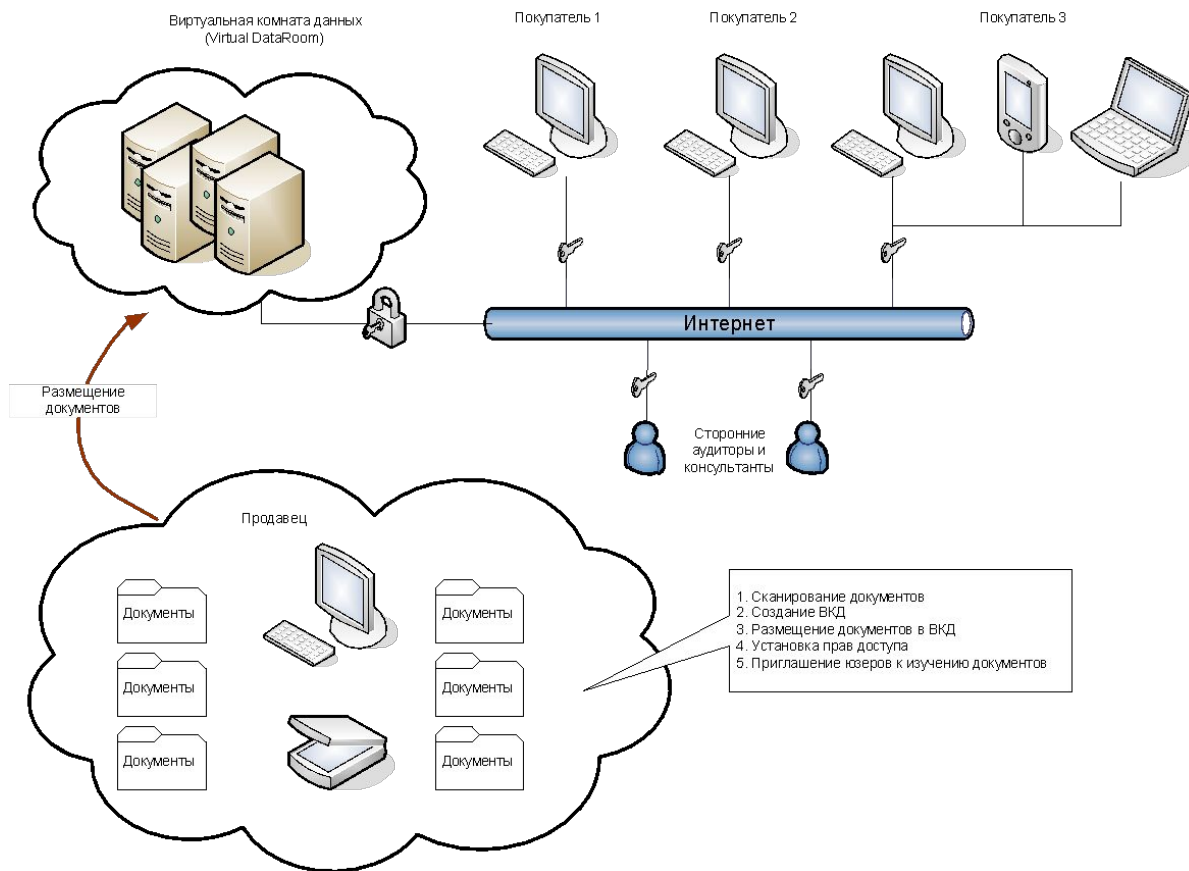 Виртуальная комната данных
(Virtual DataRoom)
Покупатель 1
Покупатель 2
Покупатель 3
Интернет
Размещение
документов
Сторонние
аудиторы и
консультанты
Продавец
Документы
Документы
Документы
Документы
Документы
Документы
1. Сканирование документов
2. Создание ВКД
3. Размещение документов в ВКД
4. Установка прав доступа
5. Приглашение юзеров к изучению документов